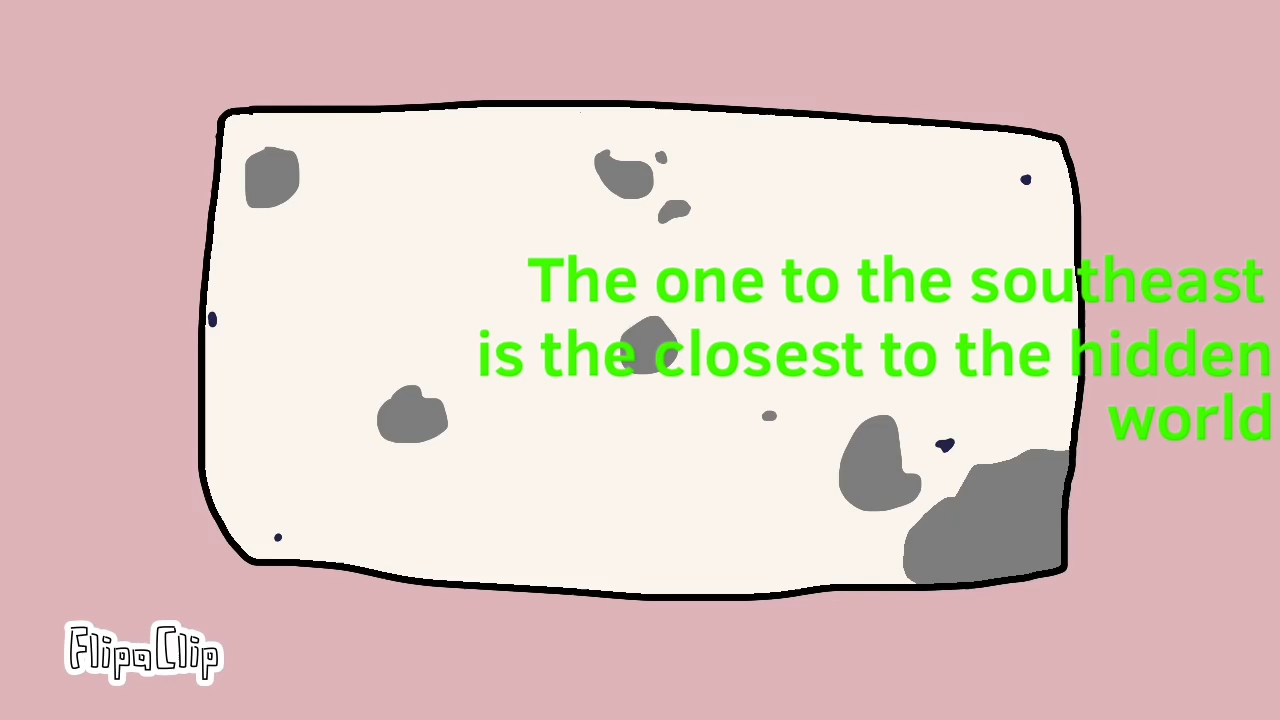 The one to the southeast
is the closest to the hidden
world
FlipaClip